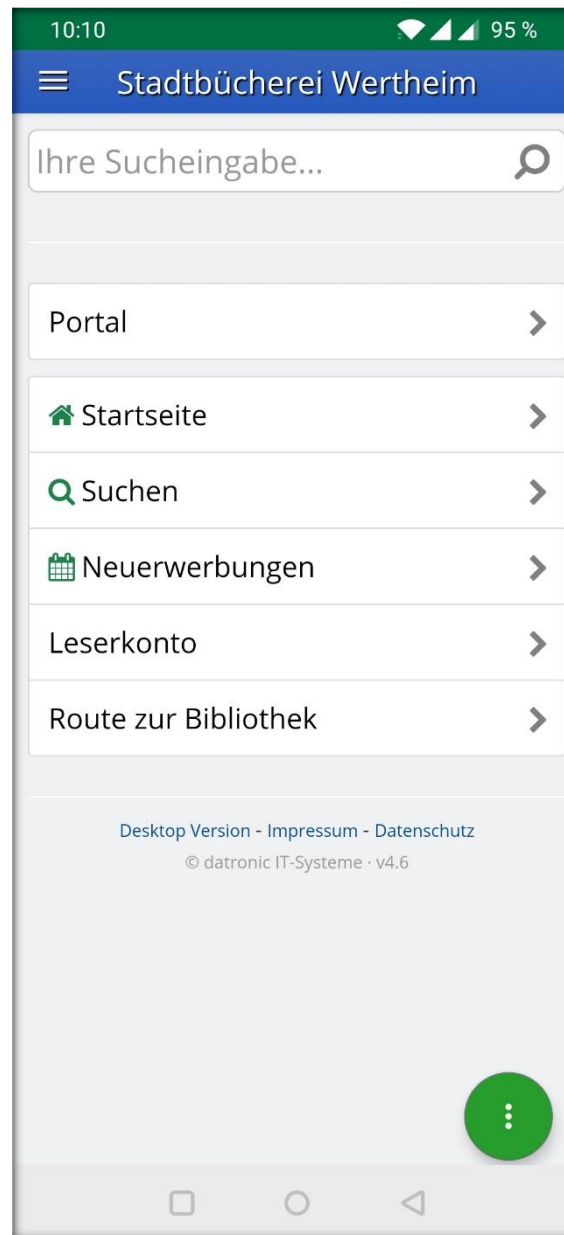 10:10 95 %
Stadtbücherei Wertheim
Ihre Sucheingabe...
Portal
Startseite
Suchen
Neuerwerbungen
Leserkonto
Route zur Bibliothek
Desktop Version - Impressum - Datenschutz
© datronic IT-Systeme · v4.6